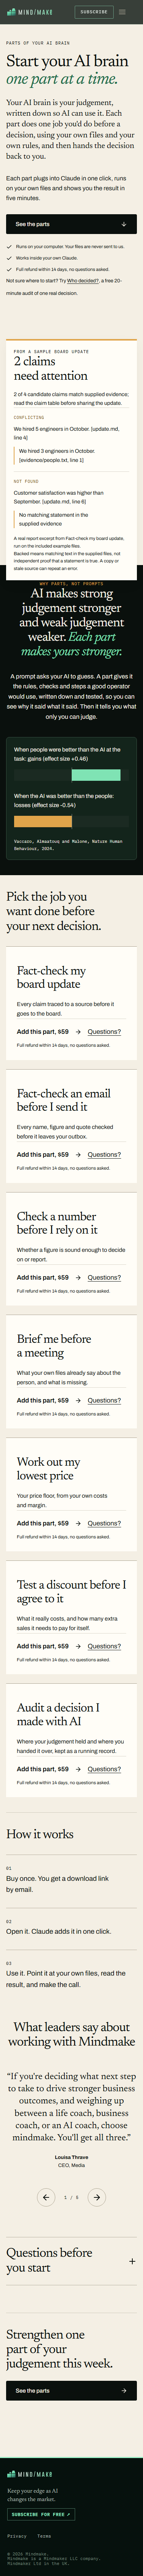 MIND/MAKE
SUBSCRIBE
PARTS OF YOUR AI BRAIN
Start your AI brain
one part at a time.
Your AI brain is your judgement,
written down so AI can use it. Each
part does one job you'd do before a
decision, using your own files and your
own rules, and then hands the decision
back to you.
Each part plugs into Claude in one click, runs
on your own files and shows you the result in
five minutes.
See the parts
Runs on your computer. Your files are never sent to us.
Works inside your own Claude.
Full refund within 14 days, no questions asked.
Not sure where to start? Try Who decided?, a free 20-
minute audit of one real decision.
FROM A SAMPLE BOARD UPDATE
2 claims
need attention
2 of 4 candidate claims match supplied evidence;
read the claim table before sharing the update.
CONFLICTING
We hired 5 engineers in October. [update.md,
line 4]
We hired 3 engineers in October.
[evidence/people.txt, line 1]
NOT FOUND
Customer satisfaction was higher than
September. [update.md, line 6]
No matching statement in the
supplied evidence
A real report excerpt from Fact-check my board update,
run on the included example files.
Backed means matching text in the supplied files, not
independent proof that a statement is true. A copy or
stale source can repeat an error.
WHY PARTS, NOT PROMPTS
AI makes strong
judgement stronger
and weak judgement
weaker. Each part
makes yours stronger.
A prompt asks your AI to guess. A part gives it
the rules, checks and steps a good operator
would use, written down and tested, so you can
see why it said what it said. Then it tells you what
only you can judge.
When people were better than the AI at the
task: gains (effect size +0.46)
When the AI was better than the people:
losses (effect size -0.54)
Vaccaro, Almaatouq and Malone, Nature Human
Behaviour, 2024.
Pick the job you
want done before
your next decision.
Fact-check my
board update
Every claim traced to a source before it
goes to the board.
Add this part, $59 → Questions?
Full refund within 14 days, no questions asked.
Fact-check an email
before I send it
Every name, figure and quote checked
before it leaves your outbox.
Add this part, $59 → Questions?
Full refund within 14 days, no questions asked.
Check a number
before I rely on it
Whether a figure is sound enough to decide
on or report.
Add this part, $59 → Questions?
Full refund within 14 days, no questions asked.
Brief me before
a meeting
What your own files already say about the
person, and what is missing.
Add this part, $59 → Questions?
Full refund within 14 days, no questions asked.
Work out my
lowest price
Your price floor, from your own costs
and margin.
Add this part, $59 → Questions?
Full refund within 14 days, no questions asked.
Test a discount before I
agree to it
What it really costs, and how many extra
sales it needs to pay for itself.
Add this part, $59 → Questions?
Full refund within 14 days, no questions asked.
Audit a decision I
made with AI
Where your judgement held and where you
handed it over, kept as a running record.
Add this part, $59 → Questions?
Full refund within 14 days, no questions asked.
How it works
01
Buy once. You get a download link
by email.
02
Open it. Claude adds it in one click.
03
Use it. Point it at your own files, read the
result, and make the call.
What leaders say about
working with Mindmake
“If you're deciding what next step
to take to drive stronger business
outcomes, and weighing up
between a life coach, business
coach, or an AI coach, choose
mindmake. You'll get all three.”
Louisa Thraves
CEO, Media
1 / 5
Questions before
you start
Strengthen one
part of your
judgement this week.
See the parts
MIND/MAKE
Keep your edge as AI
changes the market.
SUBSCRIBE FOR FREE ↗
Privacy Terms
© 2026 Mindmake.
Mindmake is a Mindmaker LLC company.
Mindmaker Ltd in the UK.